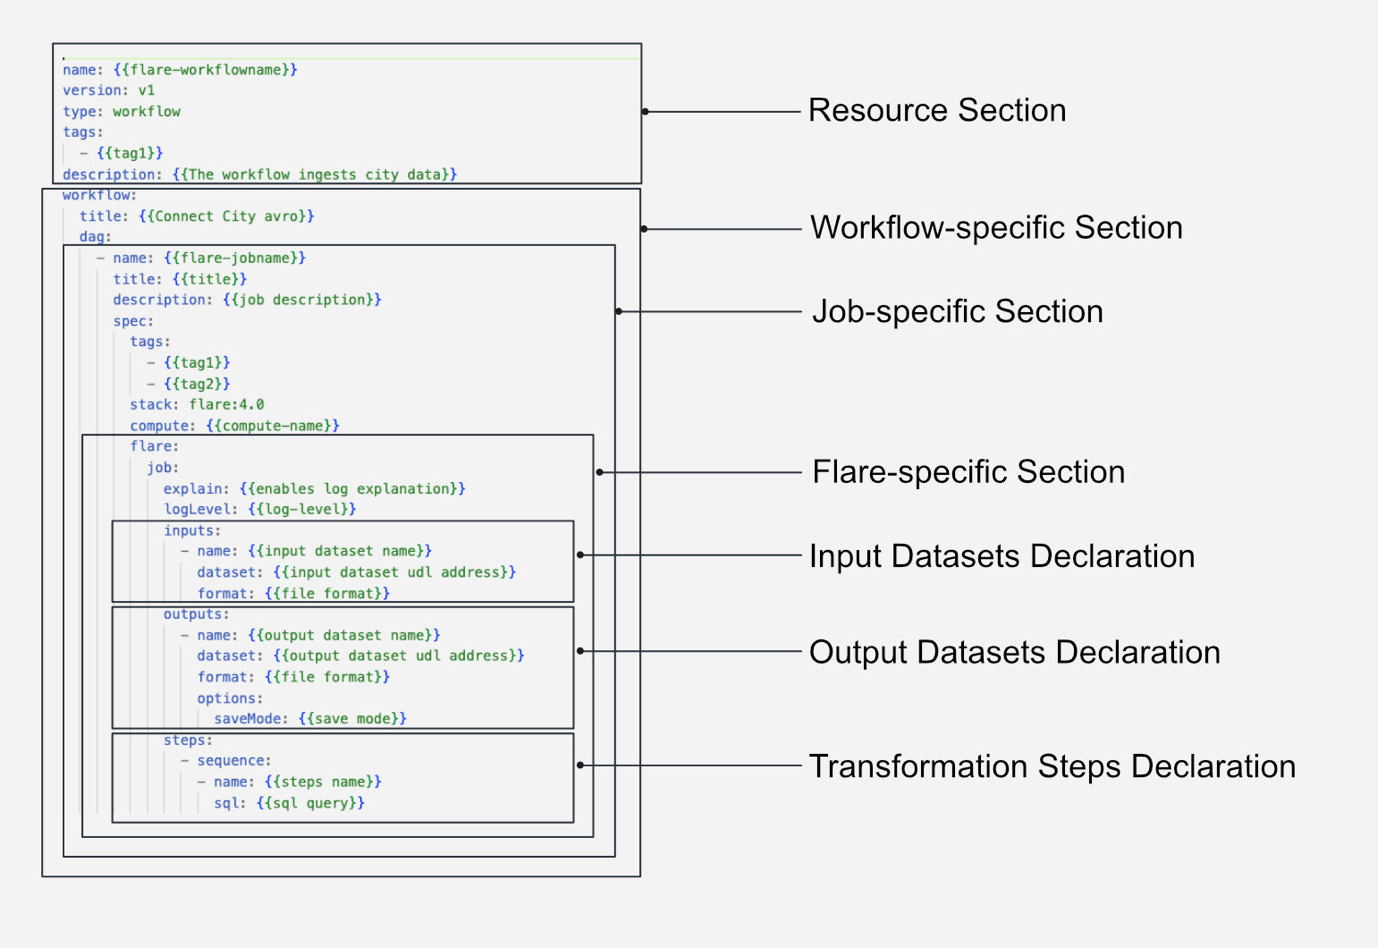 name: {{flare-workflowname}}
version: v1
type: workflow
tags:
  - {{tag1}}
description: {{The workflow ingests city data}}
workflow:
  title: {{Connect City avro}}
  dag:
    - name: {{flare-jobname}}
      title: {{title}}
      description: {{job description}}
      spec:
        tags:
          - {{tag1}}
          - {{tag2}}
        stack: flare:4.0
        compute: {{compute-name}}
        flare:
          job:
            explain: {{enables log explanation}}
            logLevel: {{log-level}}
            inputs:
              - name: {{input dataset name}}
                dataset: {{input dataset udl address}}
                format: {{file format}}
            outputs:
              - name: {{output dataset name}}
                dataset: {{output dataset udl address}}
                format: {{file format}}
                options:
                  saveMode: {{save mode}}
            steps:
              - sequence:
                - name: {{steps name}}
                  sql: {{sql query}}
Resource Section
Workflow-specific Section
Job-specific Section
Flare-specific Section
Input Datasets Declaration
Output Datasets Declaration
Transformation Steps Declaration